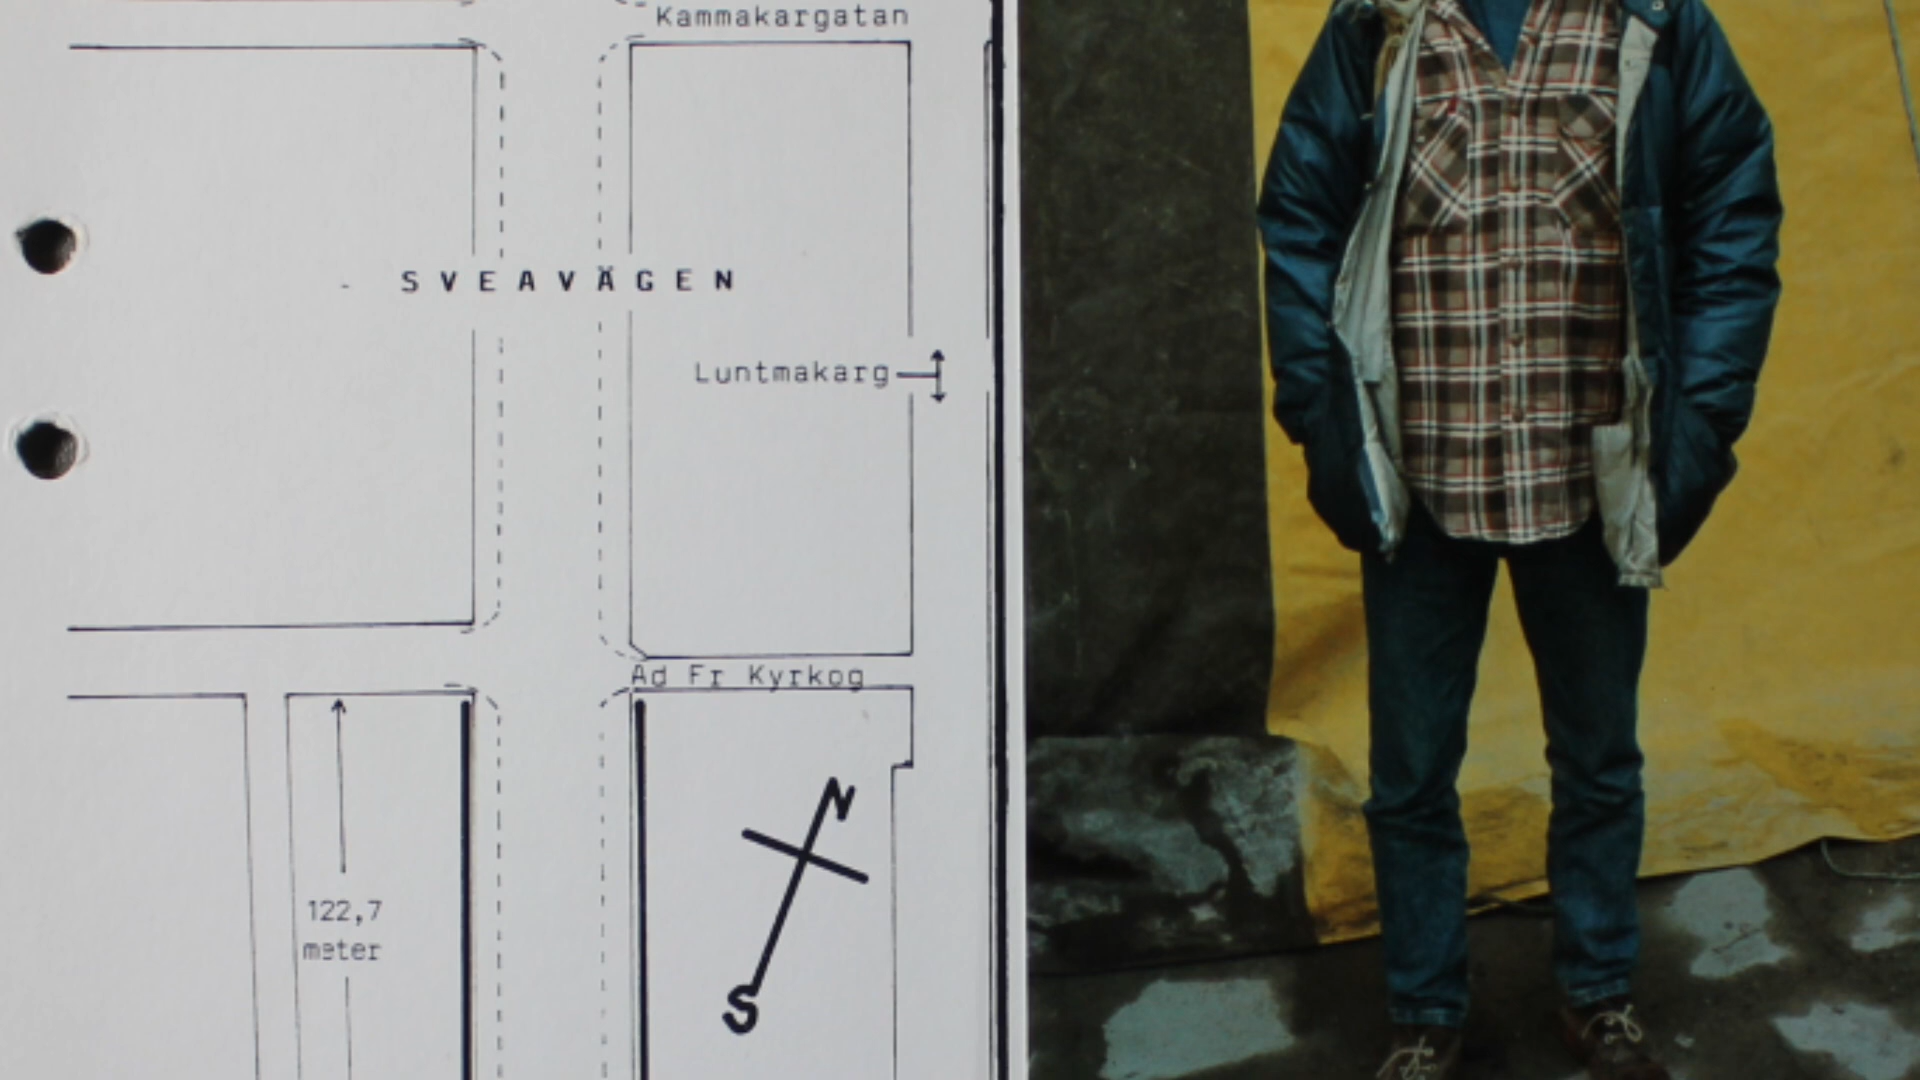 Kammakargatan
SVEAVÄGEN
Luntmakarg
Ad Fr Kyrkog
N
122,7
meter
S